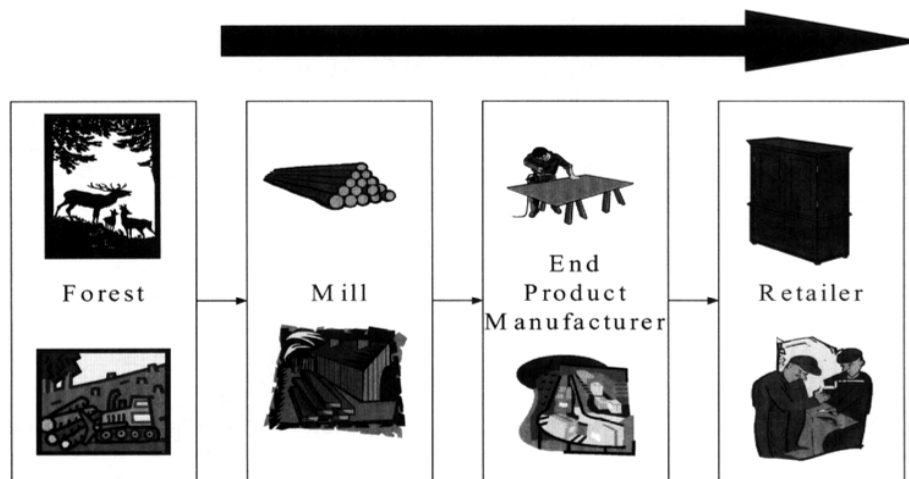 Forest
Mill
End
Product
Manufacturer
Retailer